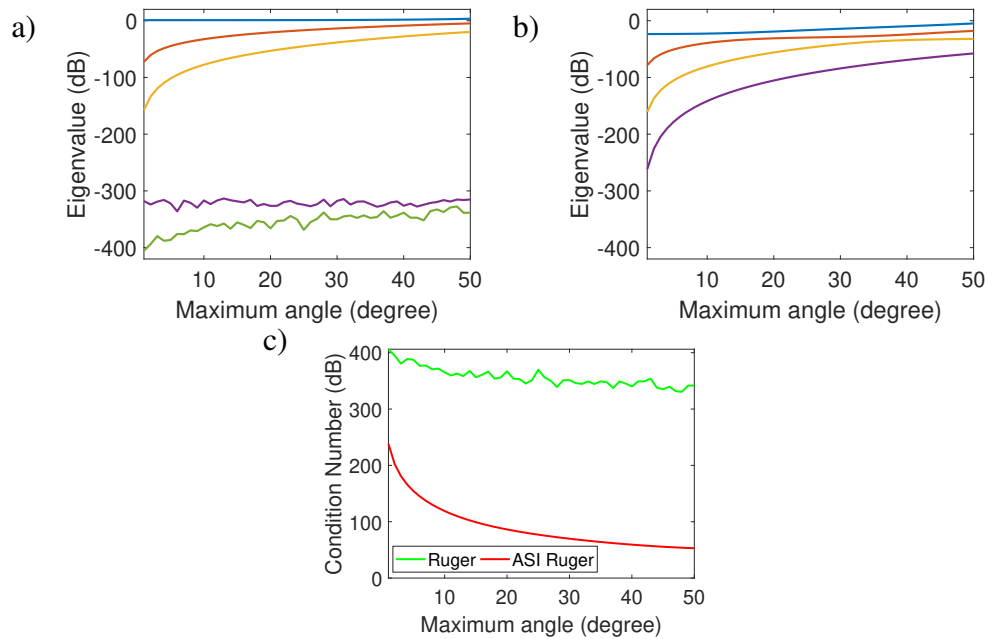 a)
Eigenvalue (dB)
0
-100
-200
-300
-400
10
20
30
40
50
Maximum angle (degree)
b)
Eigenvalue (dB)
0
-100
-200
-300
-400
10
20
30
40
50
Maximum angle (degree)
c)
Condition Number (dB)
400
300
200
100
0
Ruger
ASI Ruger
10
20
30
40
50
Maximum angle (degree)